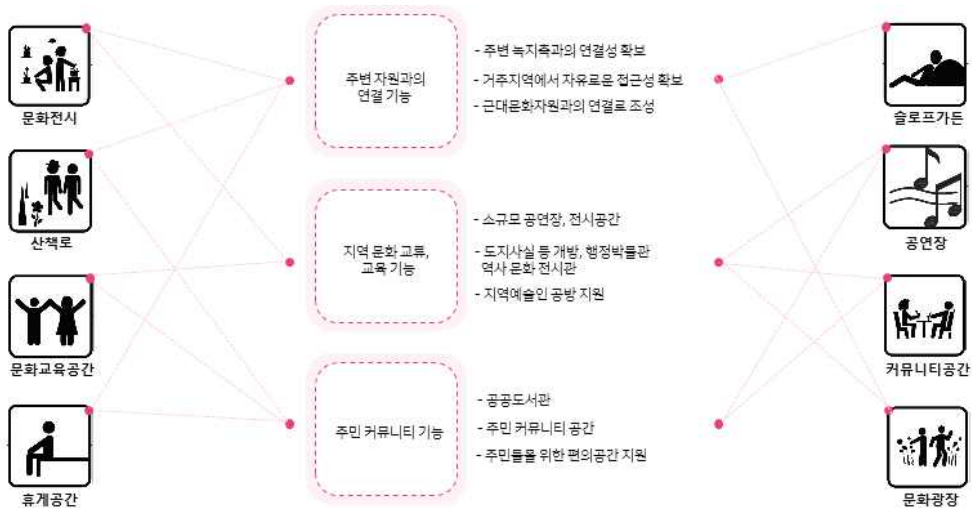 문화전시
산책로
문화교육공간
휴게공간
주변 자원과의
연결 기능
- 주변 녹지축과의 연결성 확보
- 거주지역에서 자유로운 접근성 확보
- 근대문화자원과의 연결로 조성
지역 문화 교류,
교육 기능
- 소규모 공연장, 전시공간
- 도지사실 등 개방, 행정박물관
역사 문화 전시관
- 지역예술인 공방 지원
주민 커뮤니티 기능
- 공공도서관
- 주민 커뮤니티 공간
- 주민들을 위한 편의공간 지원
슬로프가든
공연장
커뮤니티공간
문화광장